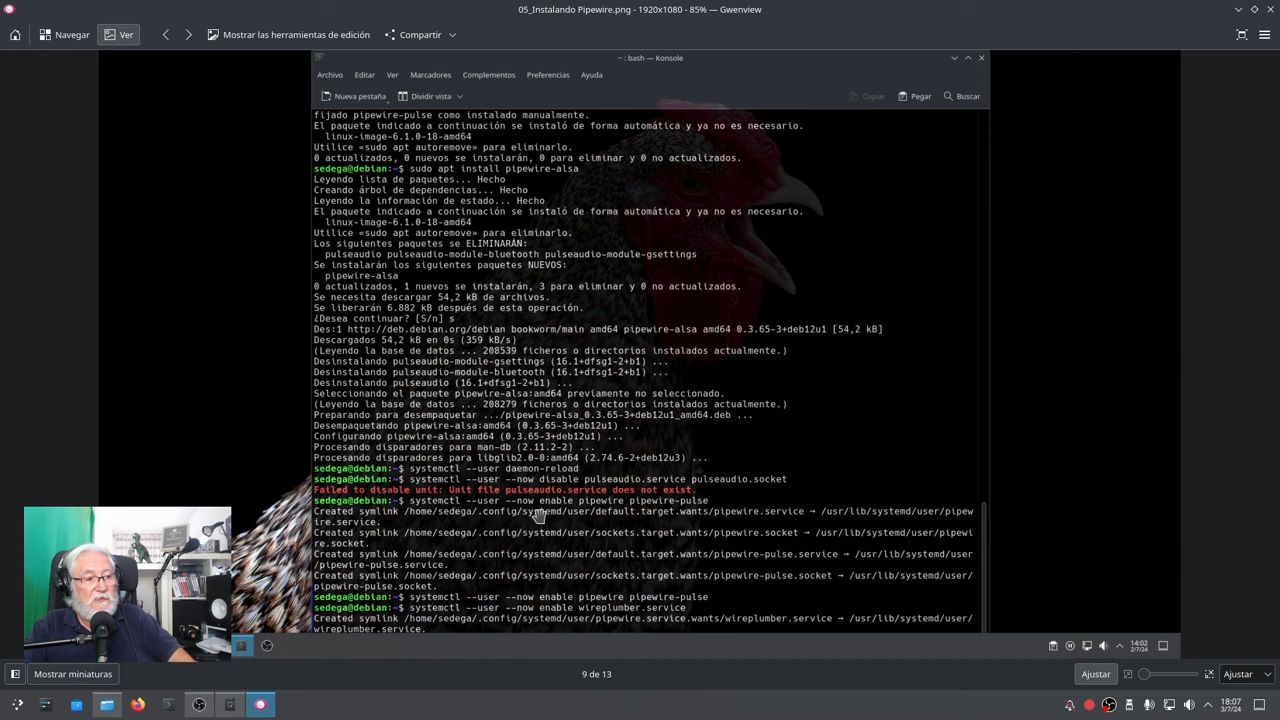 05_Instalando Pipewire.png - 1920x1080 - 85% — Gwenview
Navegar
Ver
Mostrar las herramientas de edición
Compartir
~ : bash — Konsole
Archivo
Editar
Ver
Marcadores
Complementos
Preferencias
Ayuda
Nueva pestaña
Dividir vista
Copiar
Pegar
Buscar
fijado pipewire-pulse como instalado manualmente.
El paquete indicado a continuación se instaló de forma automática y ya no es necesario.
linux-image-6.1.0-18-amd64
Utilice «sudo apt autoremove» para eliminarlo.
0 actualizados, 0 nuevos se instalarán, 0 para eliminar y 0 no actualizados.
sedega@debian:~$ sudo apt install pipewire-alsa
Leyendo lista de paquetes... Hecho
Creando árbol de dependencias... Hecho
Leyendo la información de estado... Hecho
El paquete indicado a continuación se instaló de forma automática y ya no es necesario.
linux-image-6.1.0-18-amd64
Utilice «sudo apt autoremove» para eliminarlo.
Los siguientes paquetes se ELIMINARÁN:
pulseaudio pulseaudio-module-bluetooth pulseaudio-module-gsettings
Se instalarán los siguientes paquetes NUEVOS:
pipewire-alsa
0 actualizados, 1 nuevos se instalarán, 3 para eliminar y 0 no actualizados.
Se necesita descargar 54,2 kB de archivos.
Se liberarán 6.882 kB después de esta operación.
¿Desea continuar? [S/n] s
Des:1 http://deb.debian.org/debian bookworm/main amd64 pipewire-alsa amd64 0.3.65-3+deb12u1 [54,2 kB]
Descargados 54,2 kB en 0s (359 kB/s)
(Leyendo la base de datos ... 208539 ficheros o directorios instalados actualmente.)
Desinstalando pulseaudio-module-gsettings (16.1+dfsg1-2+b1) ...
Desinstalando pulseaudio-module-bluetooth (16.1+dfsg1-2+b1) ...
Desinstalando pulseaudio (16.1+dfsg1-2+b1) ...
Seleccionando el paquete pipewire-alsa:amd64 previamente no seleccionado.
(Leyendo la base de datos ... 208279 ficheros o directorios instalados actualmente.)
Preparando para desempaquetar .../pipewire-alsa_0.3.65-3+deb12u1_amd64.deb ...
Desempaquetando pipewire-alsa:amd64 (0.3.65-3+deb12u1) ...
Configurando pipewire-alsa:amd64 (0.3.65-3+deb12u1) ...
Procesando disparadores para man-db (2.11.2-2) ...
Procesando disparadores para libglib2.0-0:amd64 (2.74.6-2+deb12u3) ...
sedega@debian:~$ systemctl --user daemon-reload
sedega@debian:~$ systemctl --user --now disable pulseaudio.service pulseaudio.socket
Failed to disable unit: Unit file pulseaudio.service does not exist.
sedega@debian:~$ systemctl --user --now enable pipewire pipewire-pulse
Created symlink /home/sedega/.config/systemd/user/default.target.wants/pipewire.service → /usr/lib/systemd/user/pipew
ire.service.
Created symlink /home/sedega/.config/systemd/user/sockets.target.wants/pipewire.socket → /usr/lib/systemd/user/pipewi
re.socket.
Created symlink /home/sedega/.config/systemd/user/default.target.wants/pipewire-pulse.service → /usr/lib/systemd/user
/pipewire-pulse.service.
Created symlink /home/sedega/.config/systemd/user/sockets.target.wants/pipewire-pulse.socket → /usr/lib/systemd/user/
pipewire-pulse.socket.
sedega@debian:~$ systemctl --user --now enable pipewire pipewire-pulse
sedega@debian:~$ systemctl --user --now enable wireplumber.service
Created symlink /home/sedega/.config/systemd/user/pipewire.service.wants/wireplumber.service → /usr/lib/systemd/user/
wireplumber.service.
14:02
2/7/24
Mostrar miniaturas
9 de 13
Ajustar
Ajustar
18:07
3/7/24